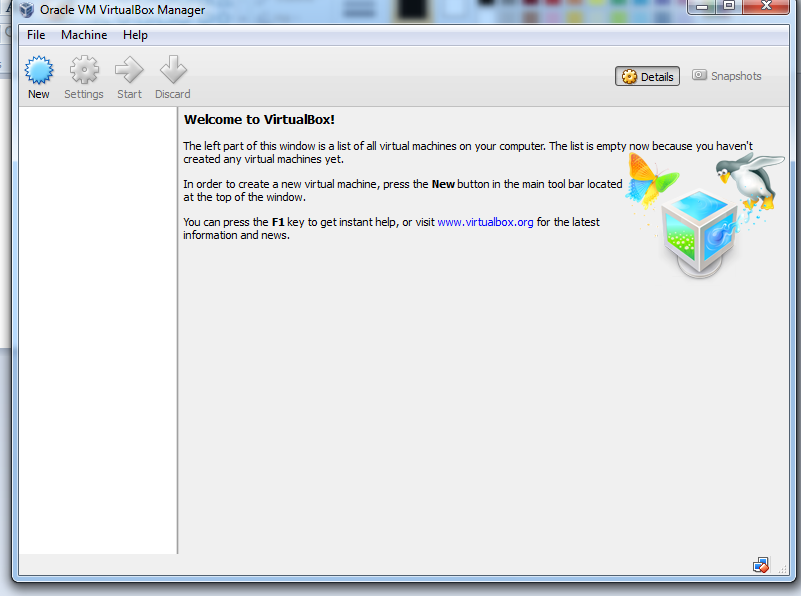 Oracle VM VirtualBox Manager
File Machine Help
New Settings Start Discard
Details Snapshots
Welcome to VirtualBox!
The left part of this window is a list of all virtual machines on your computer. The list is empty now because you haven't
created any virtual machines yet.
In order to create a new virtual machine, press the New button in the main tool bar located
at the top of the window.
You can press the F1 key to get instant help, or visit www.virtualbox.org for the latest
information and news.